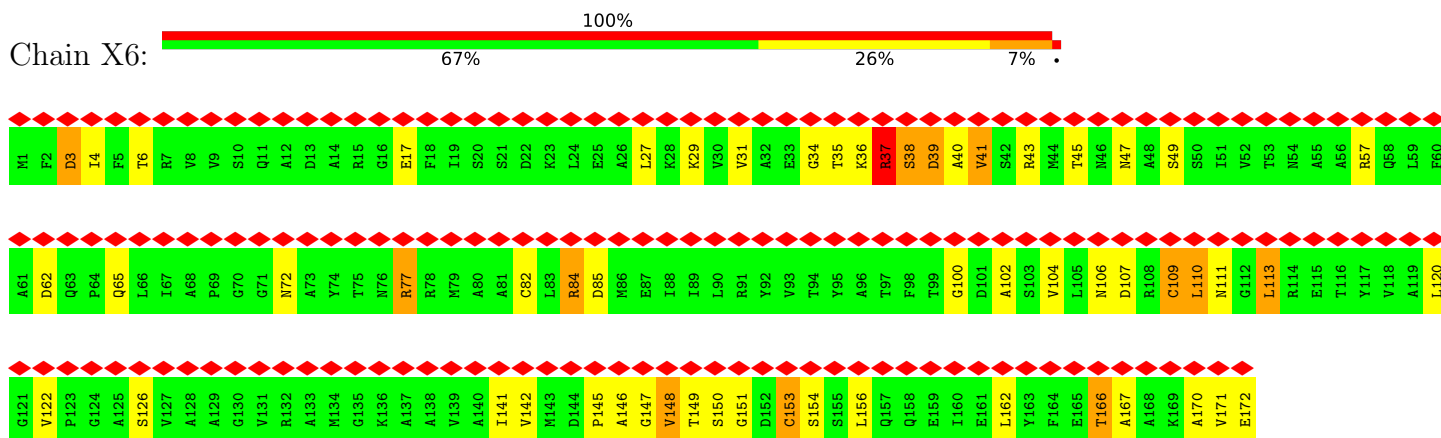 100%
Chain X6:
67% 26% 7% •
M1 F2 D3 I4 F5 T6 R7 V8 V9 S10 Q11 A12 D13 A14 R15 G16 E17 F18 I19 S20 S21 D22 K23 L24 E25 A26 L27 K28 K29 V30 V31 A32 E33 G34 T35 K36 R37 S38 D39 A40 V41 S42 R43 M44 T45 N46 N47 A48 S49 S50 I51 V52 T53 N54 A55 A56 R57 Q58 L59 F60
A61 D62 Q63 P64 Q65 L66 I67 A68 P69 G70 G71 N72 A73 Y74 T75 N76 R77 R78 M79 A80 A81 C82 L83 R84 D85 M86 E87 I88 I89 L90 R91 Y92 V93 T94 Y95 A96 T97 F98 T99 G100 D101 A102 S103 V104 L105 N106 D107 R108 C109 L110 N111 G112 L113 R114 E115 T116 Y117 V118 A119 L120
G121 V122 P123 G124 A125 S126 V127 A128 A129 G130 V131 R132 A133 M134 G135 K136 A137 A138 V139 A140 I141 V142 M143 D144 P145 A146 G147 V148 T149 S150 G151 D152 C153 S154 S155 L156 Q157 Q158 E159 I160 E161 L162 Y163 F164 E165 T166 A167 A168 K169 A170 V171 E172